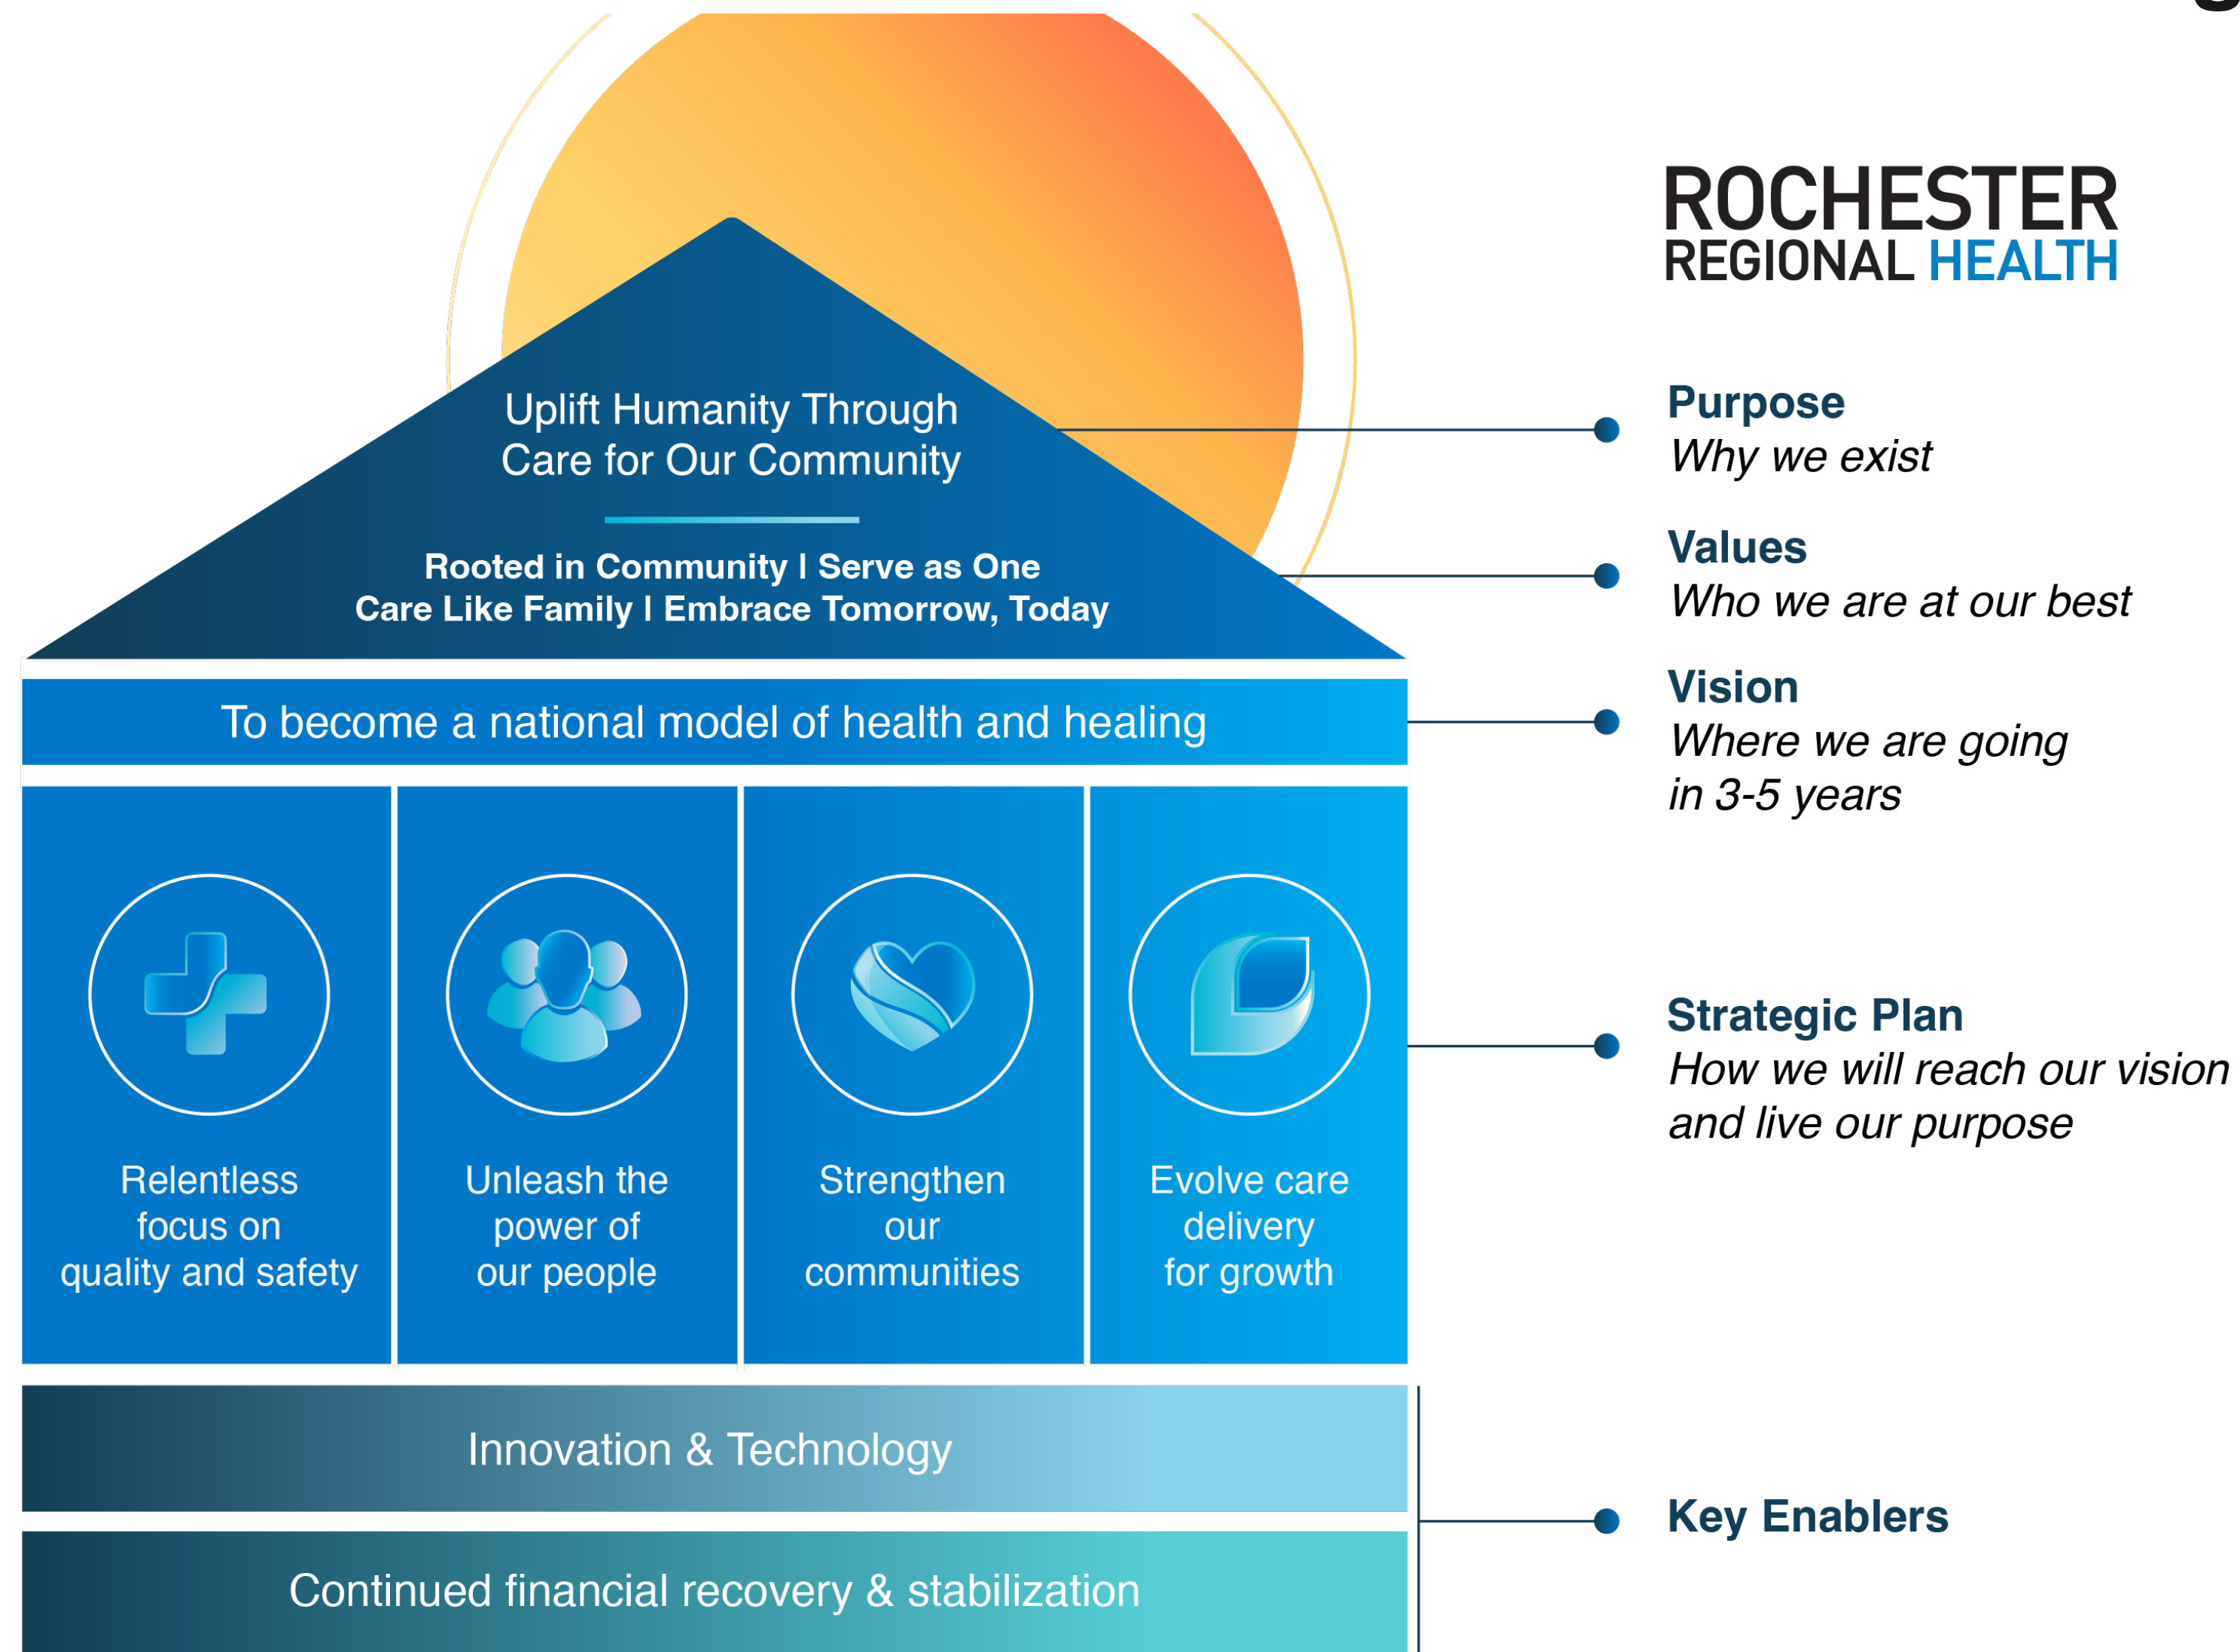 ROCHESTER
REGIONAL HEALTH
Uplift Humanity Through
Care for Our Community
Purpose
Why we exist
Rooted in Community | Serve as One
Care Like Family | Embrace Tomorrow, Today
Values
Who we are at our best
To become a national model of health and healing
Vision
Where we are going
in 3-5 years
Relentless
focus on
quality and safety
Unleash the
power of
our people
Strengthen
our
communities
Evolve care
delivery
for growth
Strategic Plan
How we will reach our vision
and live our purpose
Innovation & Technology
Continued financial recovery & stabilization
Key Enablers